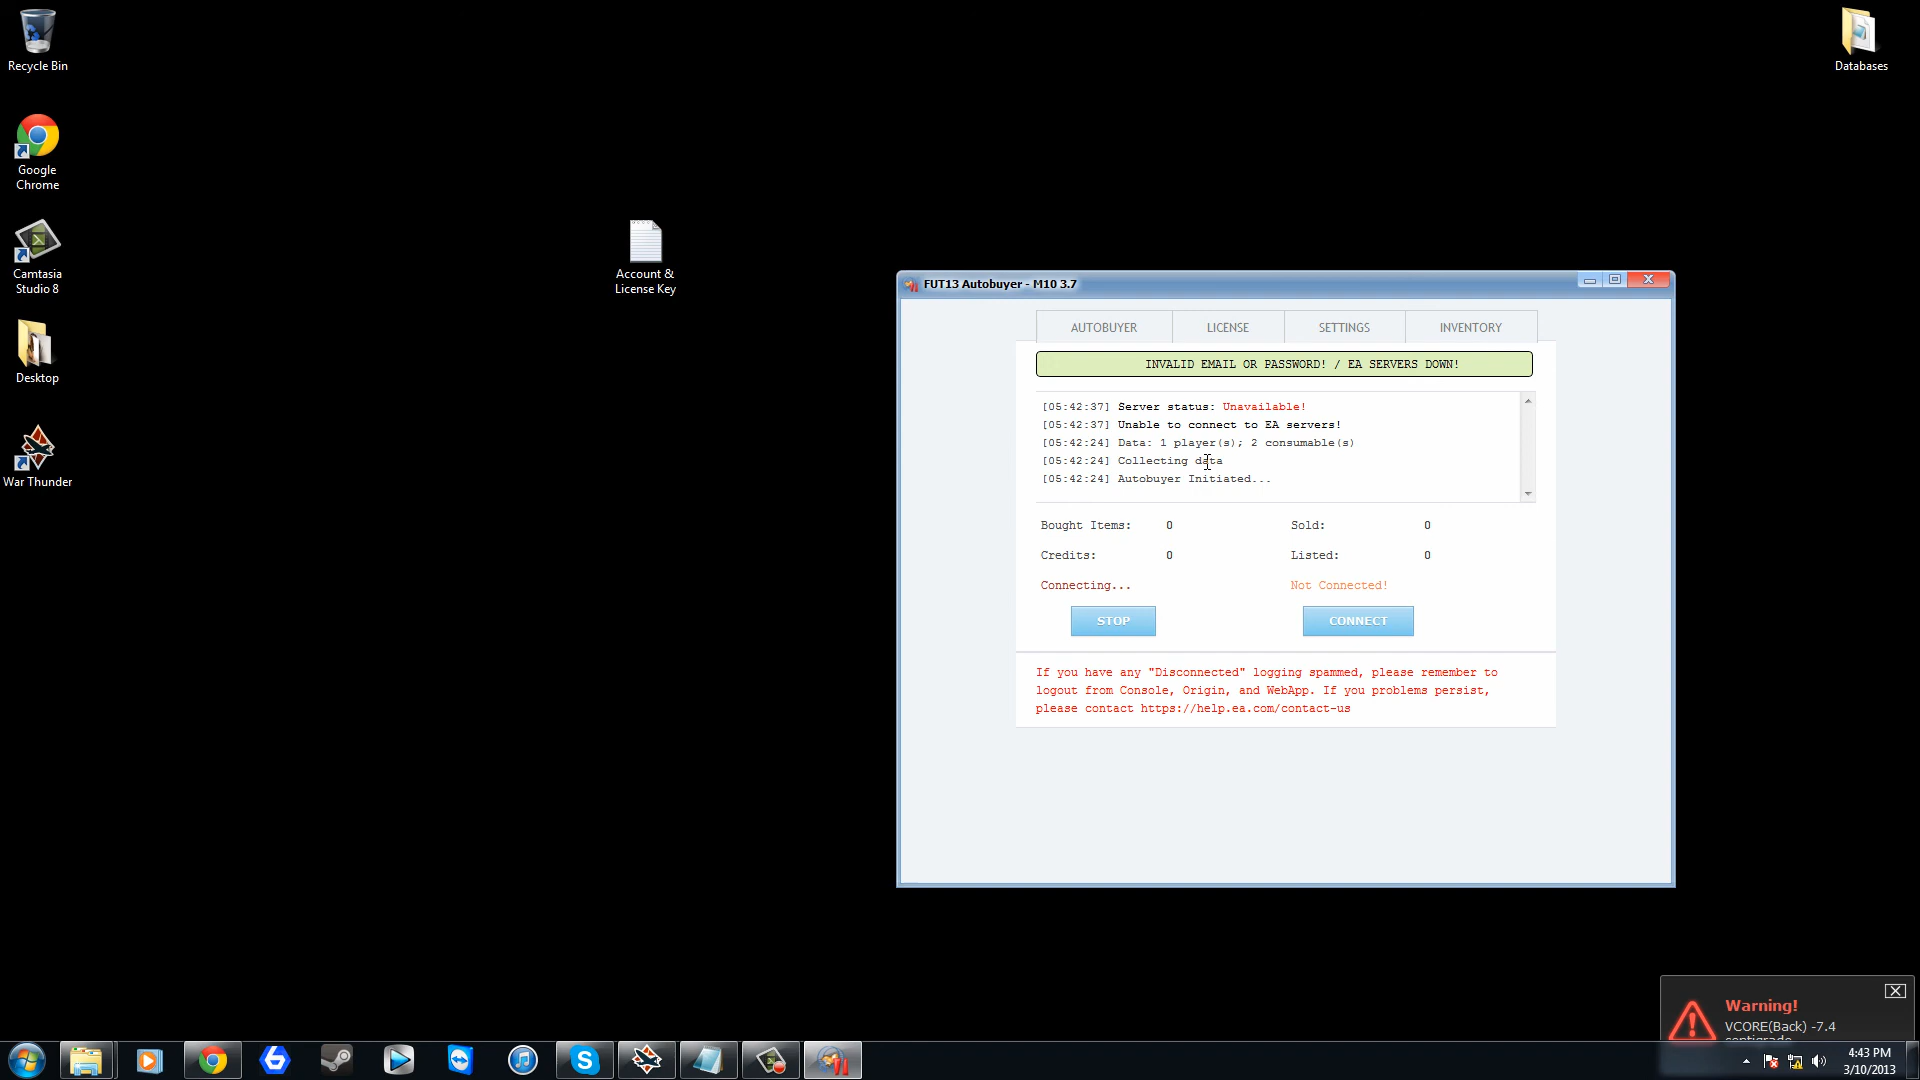 Recycle Bin
Databases
Google
Chrome
Camtasia
Studio 8
Account &
License Key
Desktop
War Thunder
FUT13 Autobuyer - M10 3.7
AUTOBUYER
LICENSE
SETTINGS
INVENTORY
INVALID EMAIL OR PASSWORD! / EA SERVERS DOWN!
[05:42:37] Server status: Unavailable!
[05:42:37] Unable to connect to EA servers!
[05:42:24] Data: 1 player(s); 2 consumable(s)
[05:42:24] Collecting data
[05:42:24] Autobuyer Initiated...
Bought Items: 0
Sold: 0
Credits: 0
Listed: 0
Connecting...
Not Connected!
STOP
CONNECT
If you have any "Disconnected" logging spammed, please remember to
logout from Console, Origin, and WebApp. If you problems persist,
please contact https://help.ea.com/contact-us
Warning!
VCORE(Back) -7.4
centigrade
4:43 PM
3/10/2013